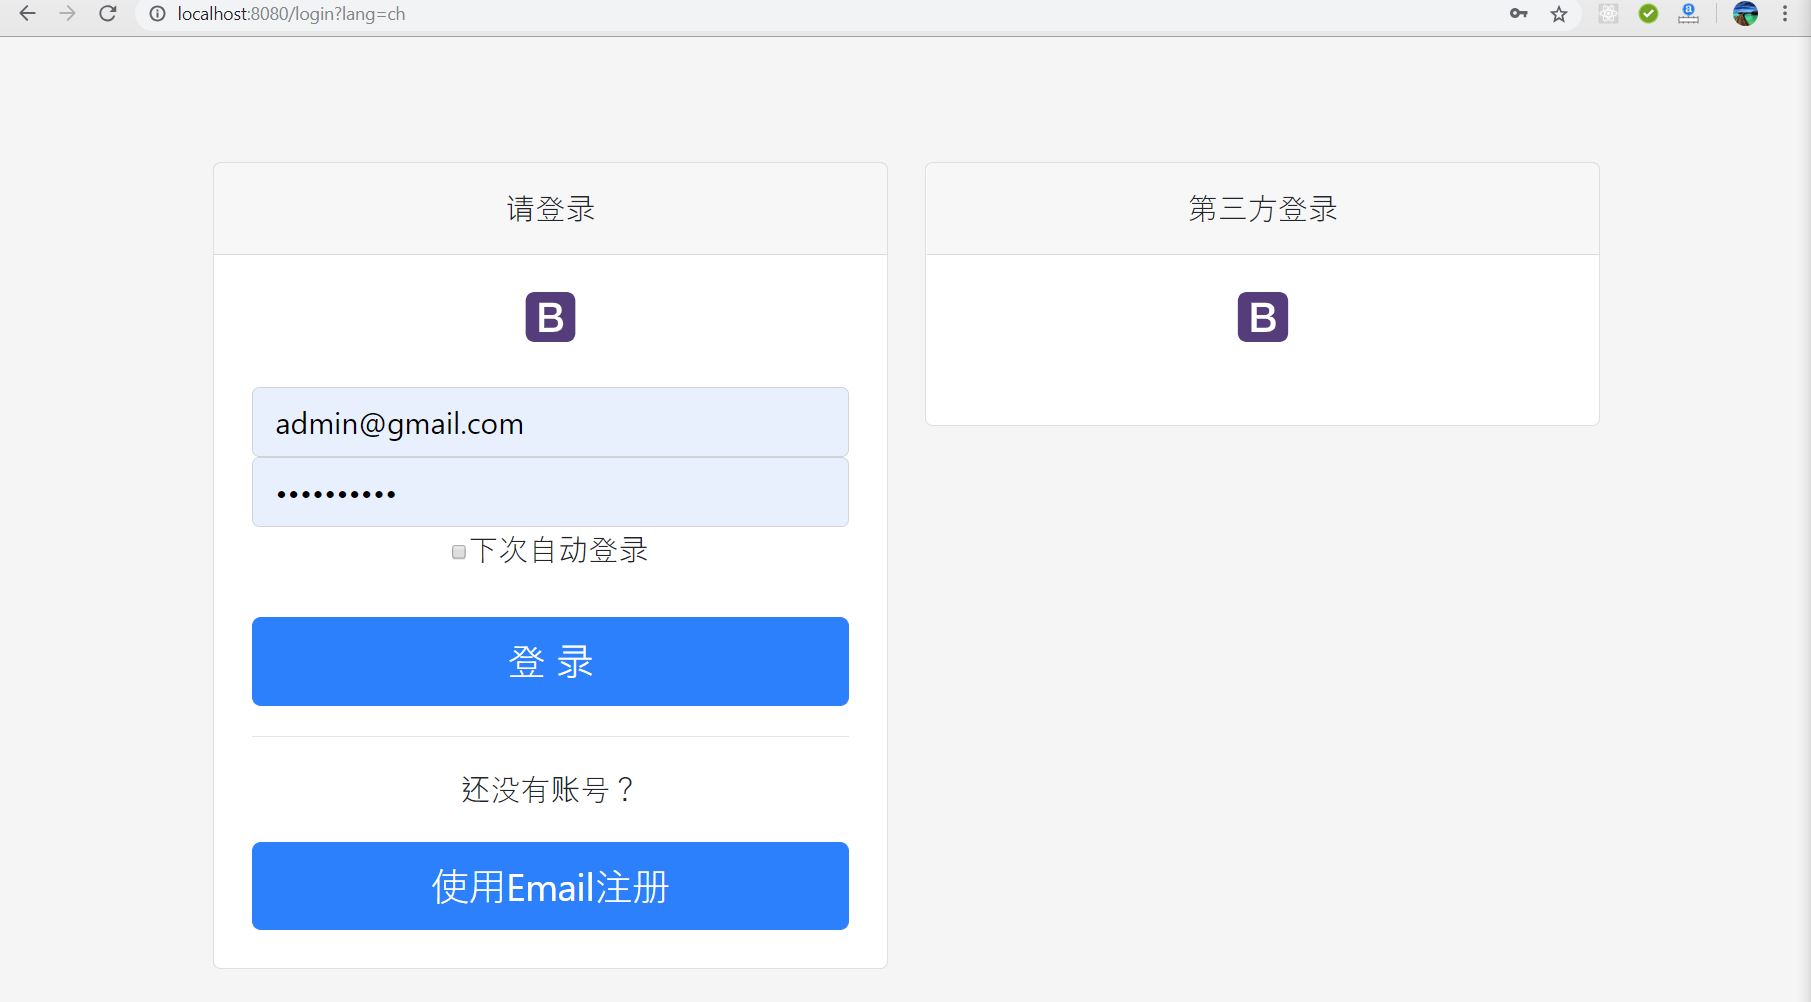 localhost:8080/login?lang=ch
请登录
B
admin@gmail.com
••••••••••
下次自动登录
登 录
还没有账号？
使用Email注册
第三方登录
B